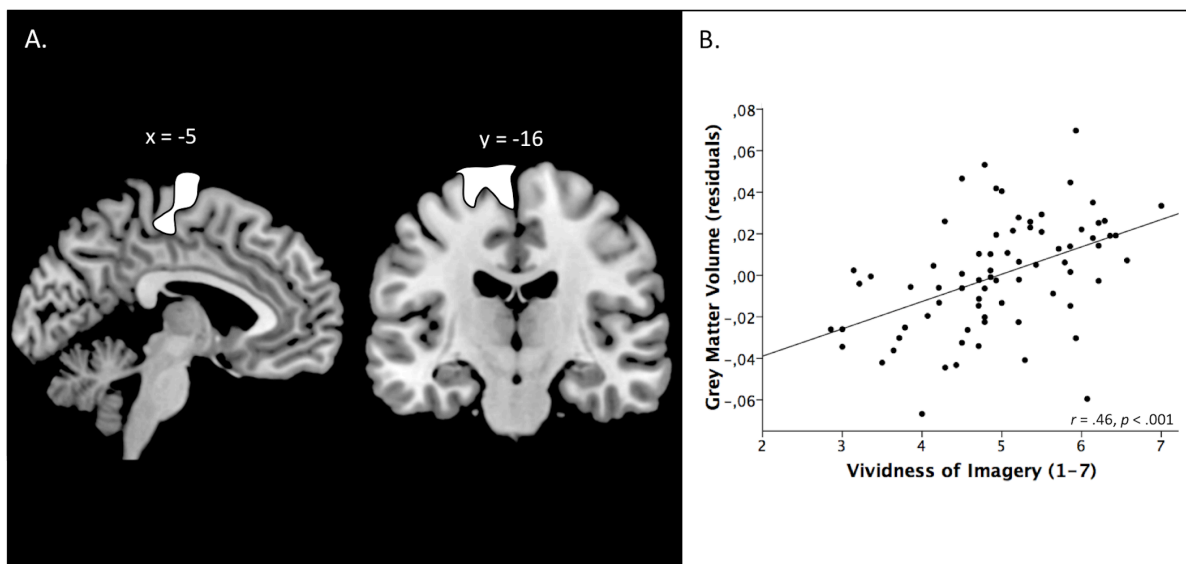 A.
x = -5
y = -16
B.
Grey Matter Volume (residuals)
,08
,06
,04
,02
,00
-,02
-,04
-,06
r = .46, p < .001
2 3 4 5 6 7
Vividness of Imagery (1-7)